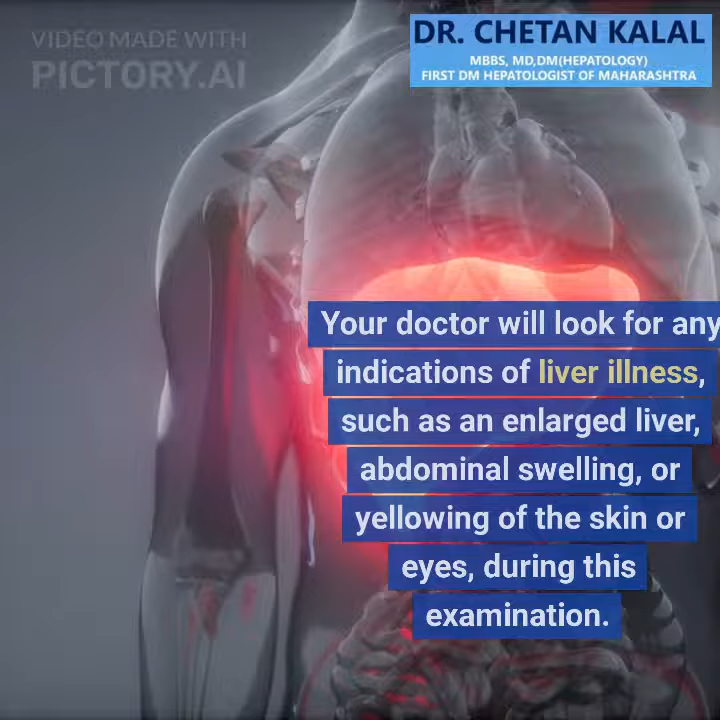 VIDEO MADE WITH
PICTORY.AI
DR. CHETAN KALAL
MBBS, MD,DM(HEPATOLOGY)
FIRST DM HEPATOLOGIST OF MAHARASHTRA
Your doctor will look for any
indications of liver illness,
such as an enlarged liver,
abdominal swelling, or
yellowing of the skin or
eyes, during this
examination.